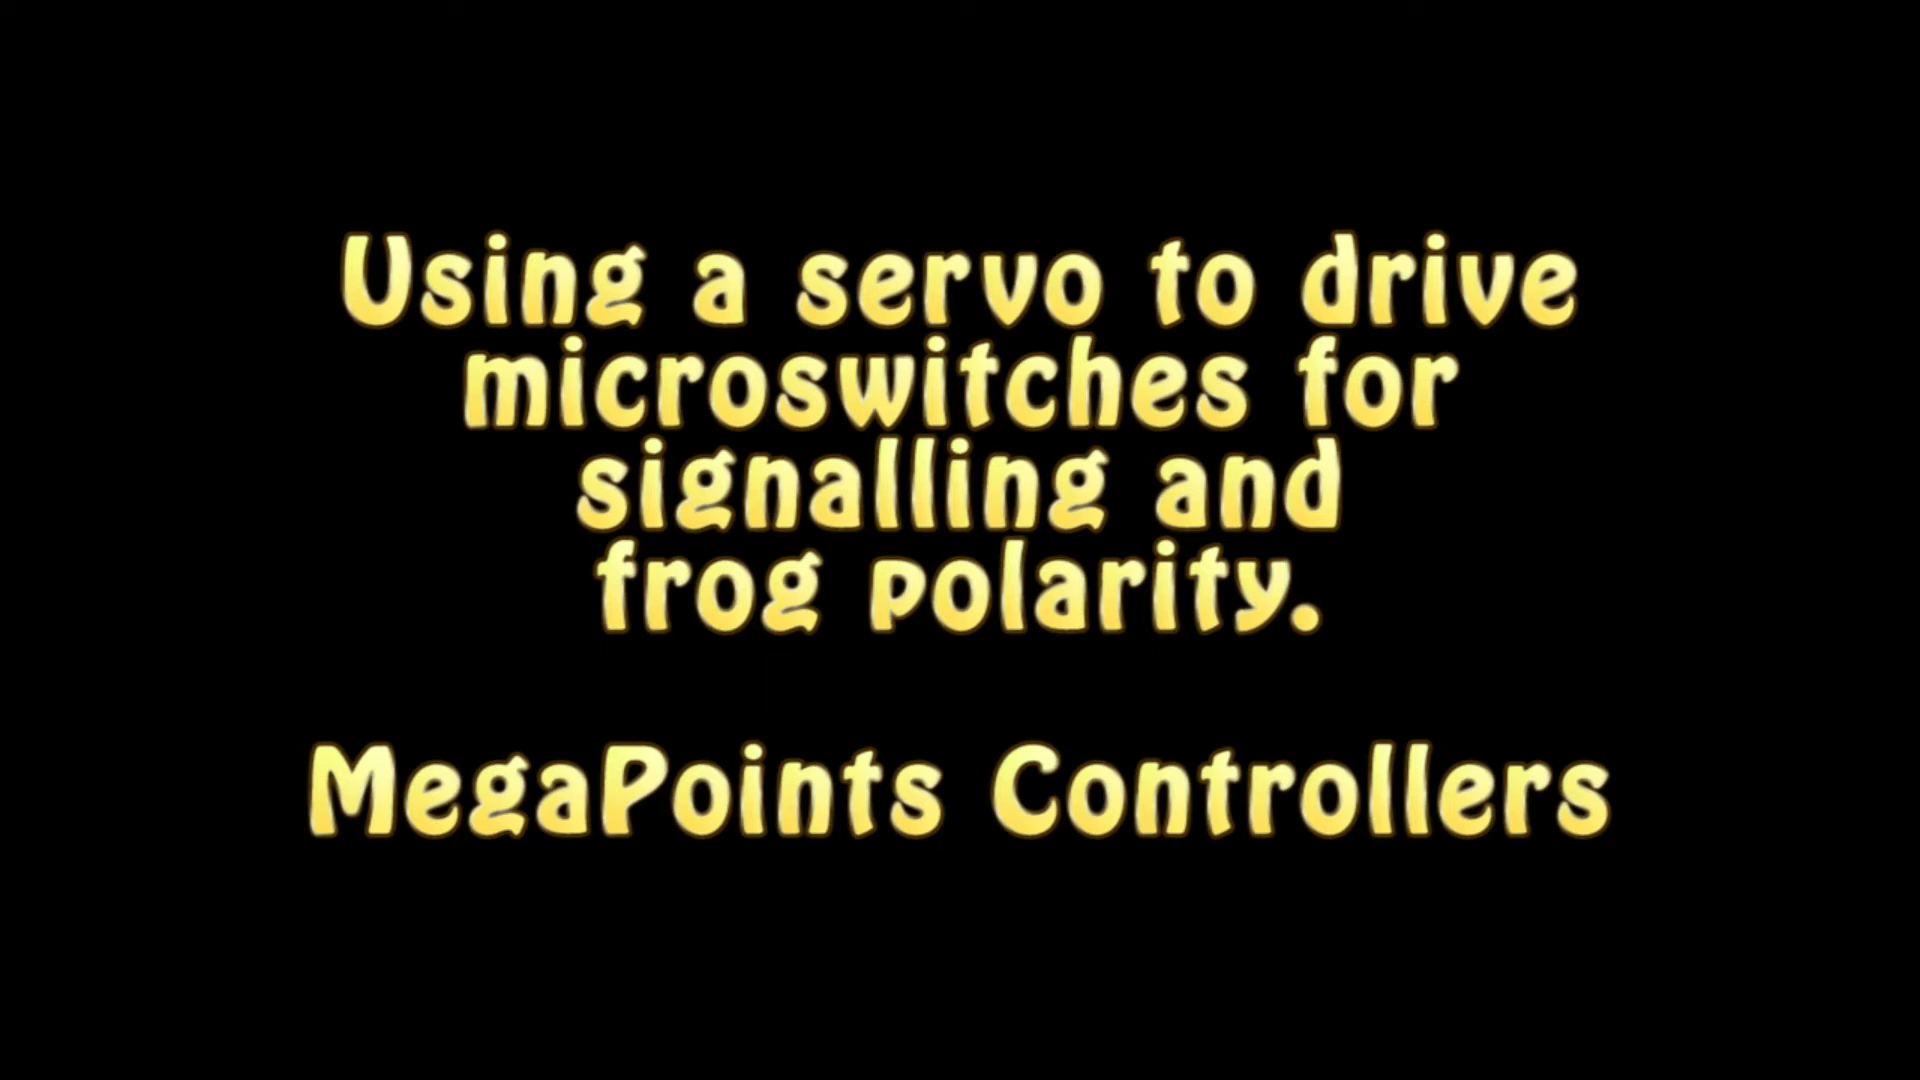 Using a servo to drive
microswitches for
signalling and
frog polarity.
MegaPoints Controllers